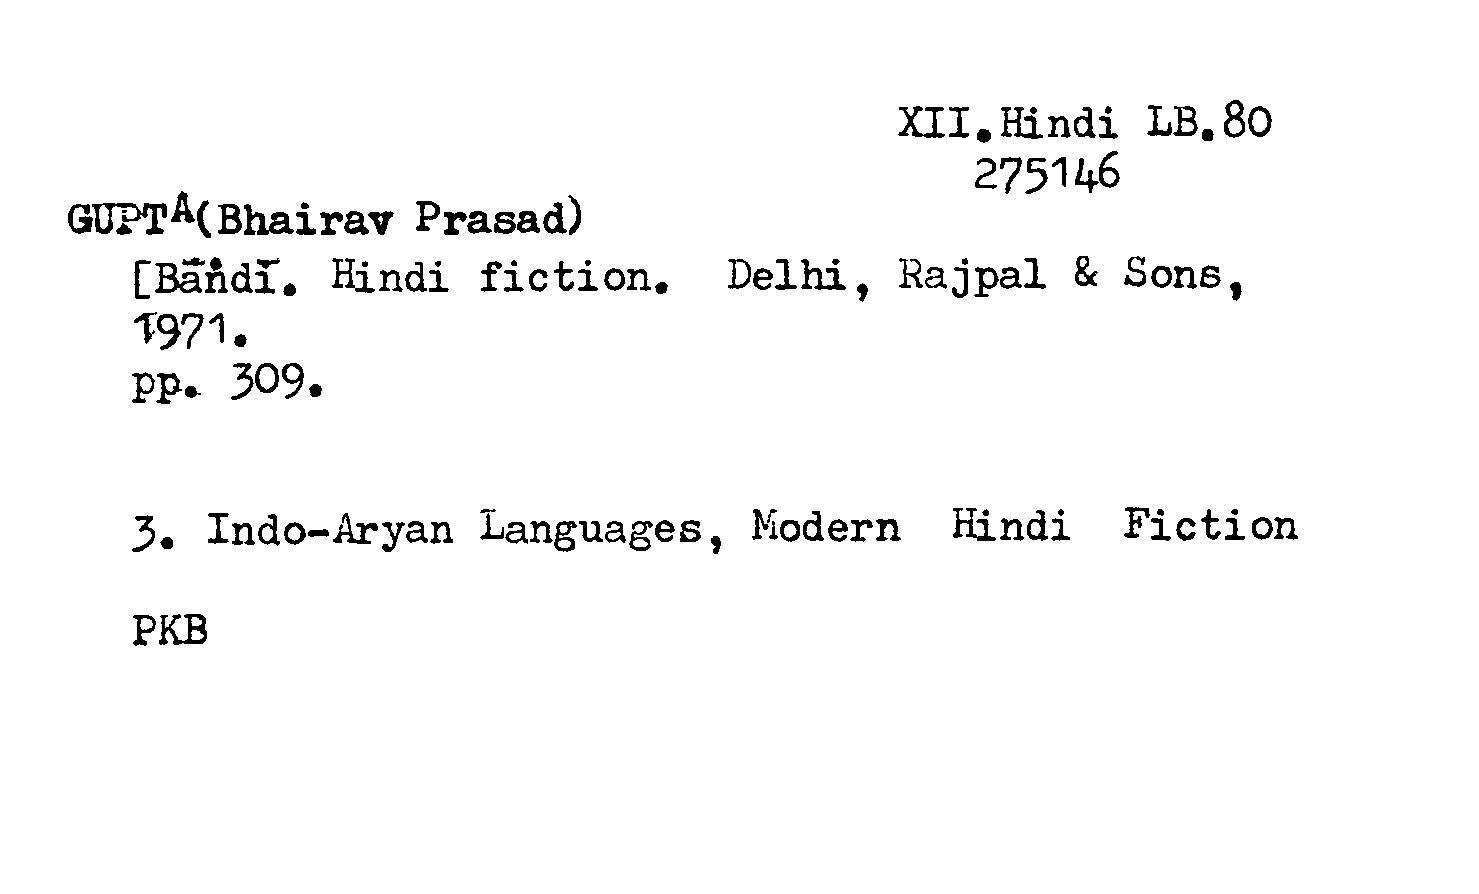 XII.Hindi LB.80
275146
GUPTA(Bhairav Prasad)
[Bāṅdī. Hindi fiction. Delhi, Rajpal & Sons,
1971.
pp. 309.
3. Indo-Aryan Languages, Modern Hindi Fiction
PKB